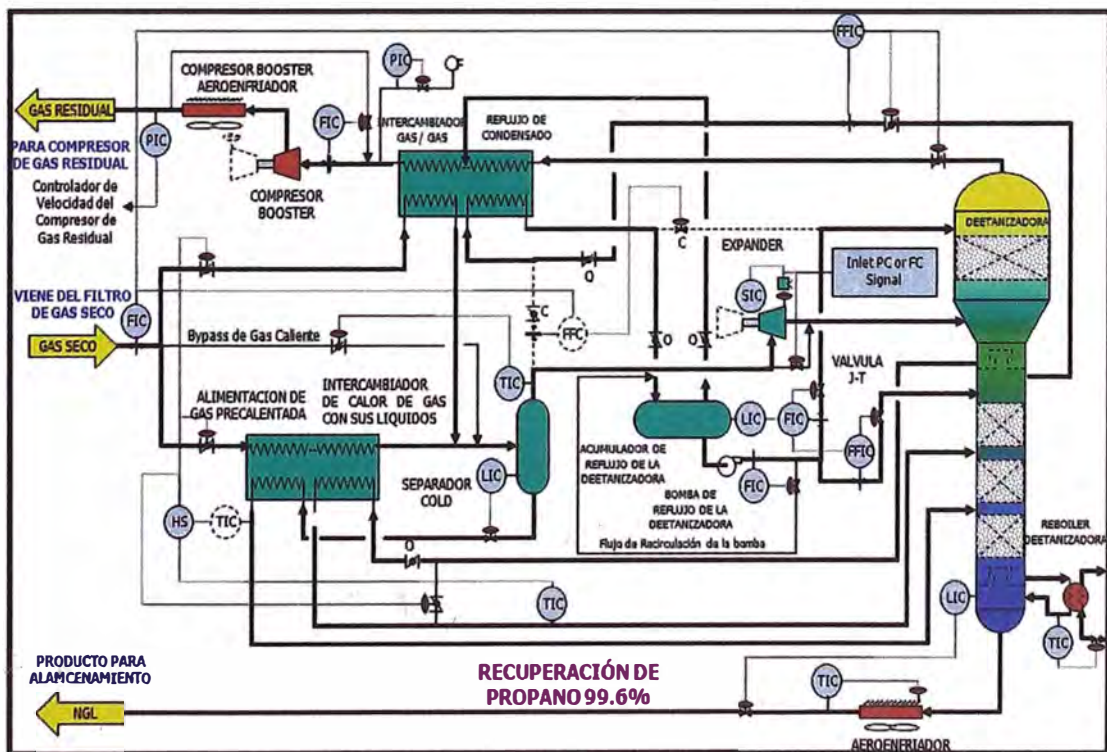 FFIC
COMPRESOR BOOSTER
AEROENFRIADOR
PIC
GAS RESIDUAL
FIC
INTERCAMBIADOR
GAS / GAS
REFLUJO DE
CONDENSADO
PARA COMPRESOR
DE GAS RESIDUAL
PIC
COMPRESOR
BOOSTER
Controlador de
Velocidad del
Compresor de
Gas Residual
C
DEETANIZADORA
EXPANDER
Inlet PC or FC
Signal
O
SIC
VIENE DEL FILTRO
DE GAS SECO
FIC
GAS SECO
Bypass de Gas Caliente
C
FFC
O
O
VALVULA
J-T
TIC
ALIMENTACION DE
GAS PRECALENTADA
INTERCAMBIADOR
DE CALOR DE GAS
CON SUS LIQUIDOS
LIC
FIC
FFIC
ACUMULADOR DE
REFLUJO DE LA
DEETANIZADORA
SEPARADOR
COLD
LIC
FIC
BOMBA DE
REFLUJO DE LA
DEETANIZADORA
Flujo de Recirculación de la bomba
HS
TIC
O
REBOILER
DEETANIZADORA
TIC
LIC
TIC
PRODUCTO PARA
ALAMCENAMIENTO
NGL
RECUPERACIÓN DE
PROPANO 99.6%
TIC
AEROENFRIADOR